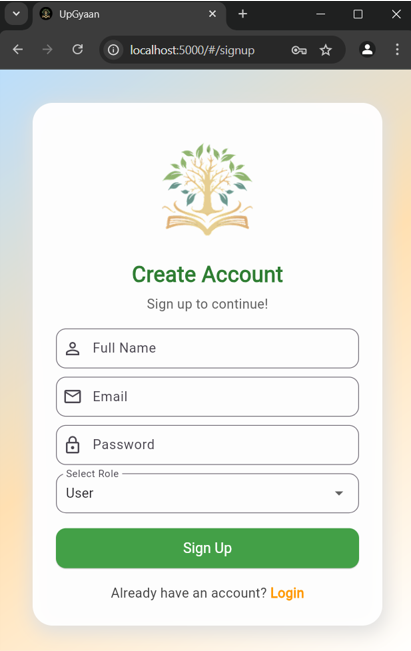 UpGyaan
localhost:5000/#/signup
Create Account
Sign up to continue!
Full Name
Email
Password
Select Role
User
Sign Up
Already have an account? Login